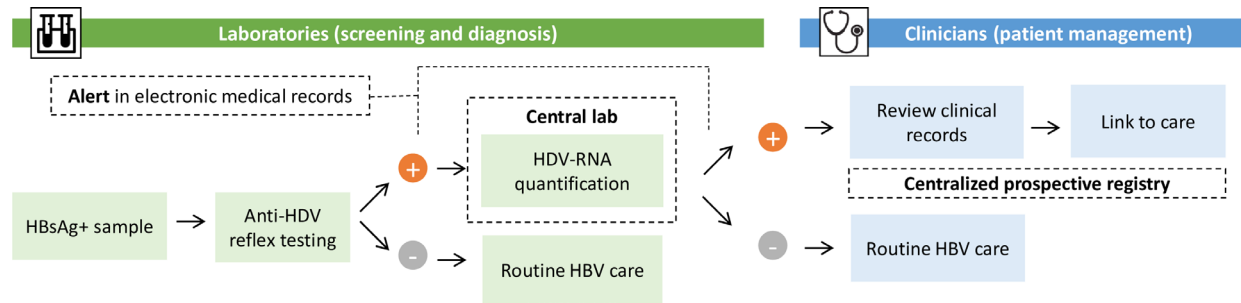 Laboratories (screening and diagnosis)
Clinicians (patient management)
Alert in electronic medical records
Central lab
HDV-RNA
quantification
+
+
Review clinical
records
Link to care
Centralized prospective registry
HBsAg+ sample
Anti-HDV
reflex testing
-
Routine HBV care
-
Routine HBV care